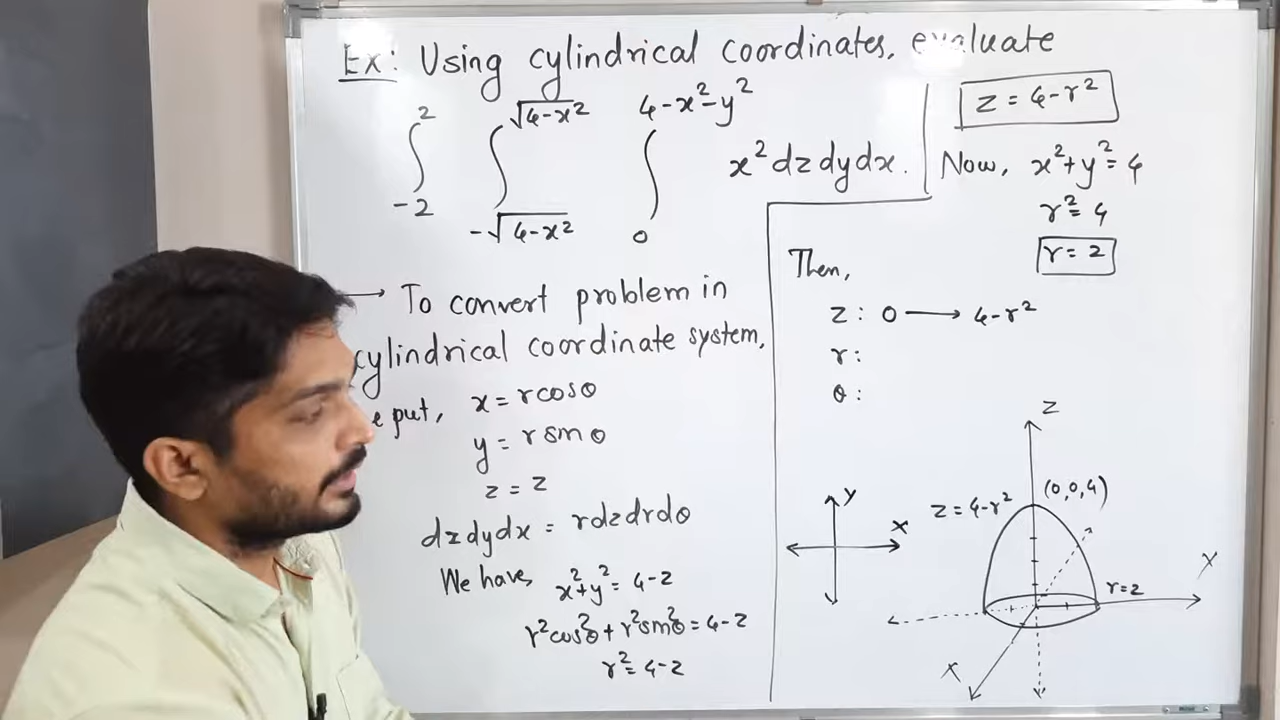 Ex: Using cylindrical coordinates, evaluate
∫_{-2}^{2} ∫_{-√(4-x²)}^{√(4-x²)} ∫_{0}^{4-x²-y²} x² dz dy dx.
→ To convert problem in
cylindrical coordinate system,
e put, x = r cosθ
y = r sinθ
z = z
dz dy dx = r dz dr dθ
We have, x²+y² = 4-z
r²cos²θ + r²sin²θ = 4-z
r² = 4-z
z = 4-r²
Now, x²+y² = 4
r² = 4
r = 2
Then,
z : 0 → 4-r²
r :
θ :
y
x
z
z = 4-r²
(0,0,4)
r = 2
y
x